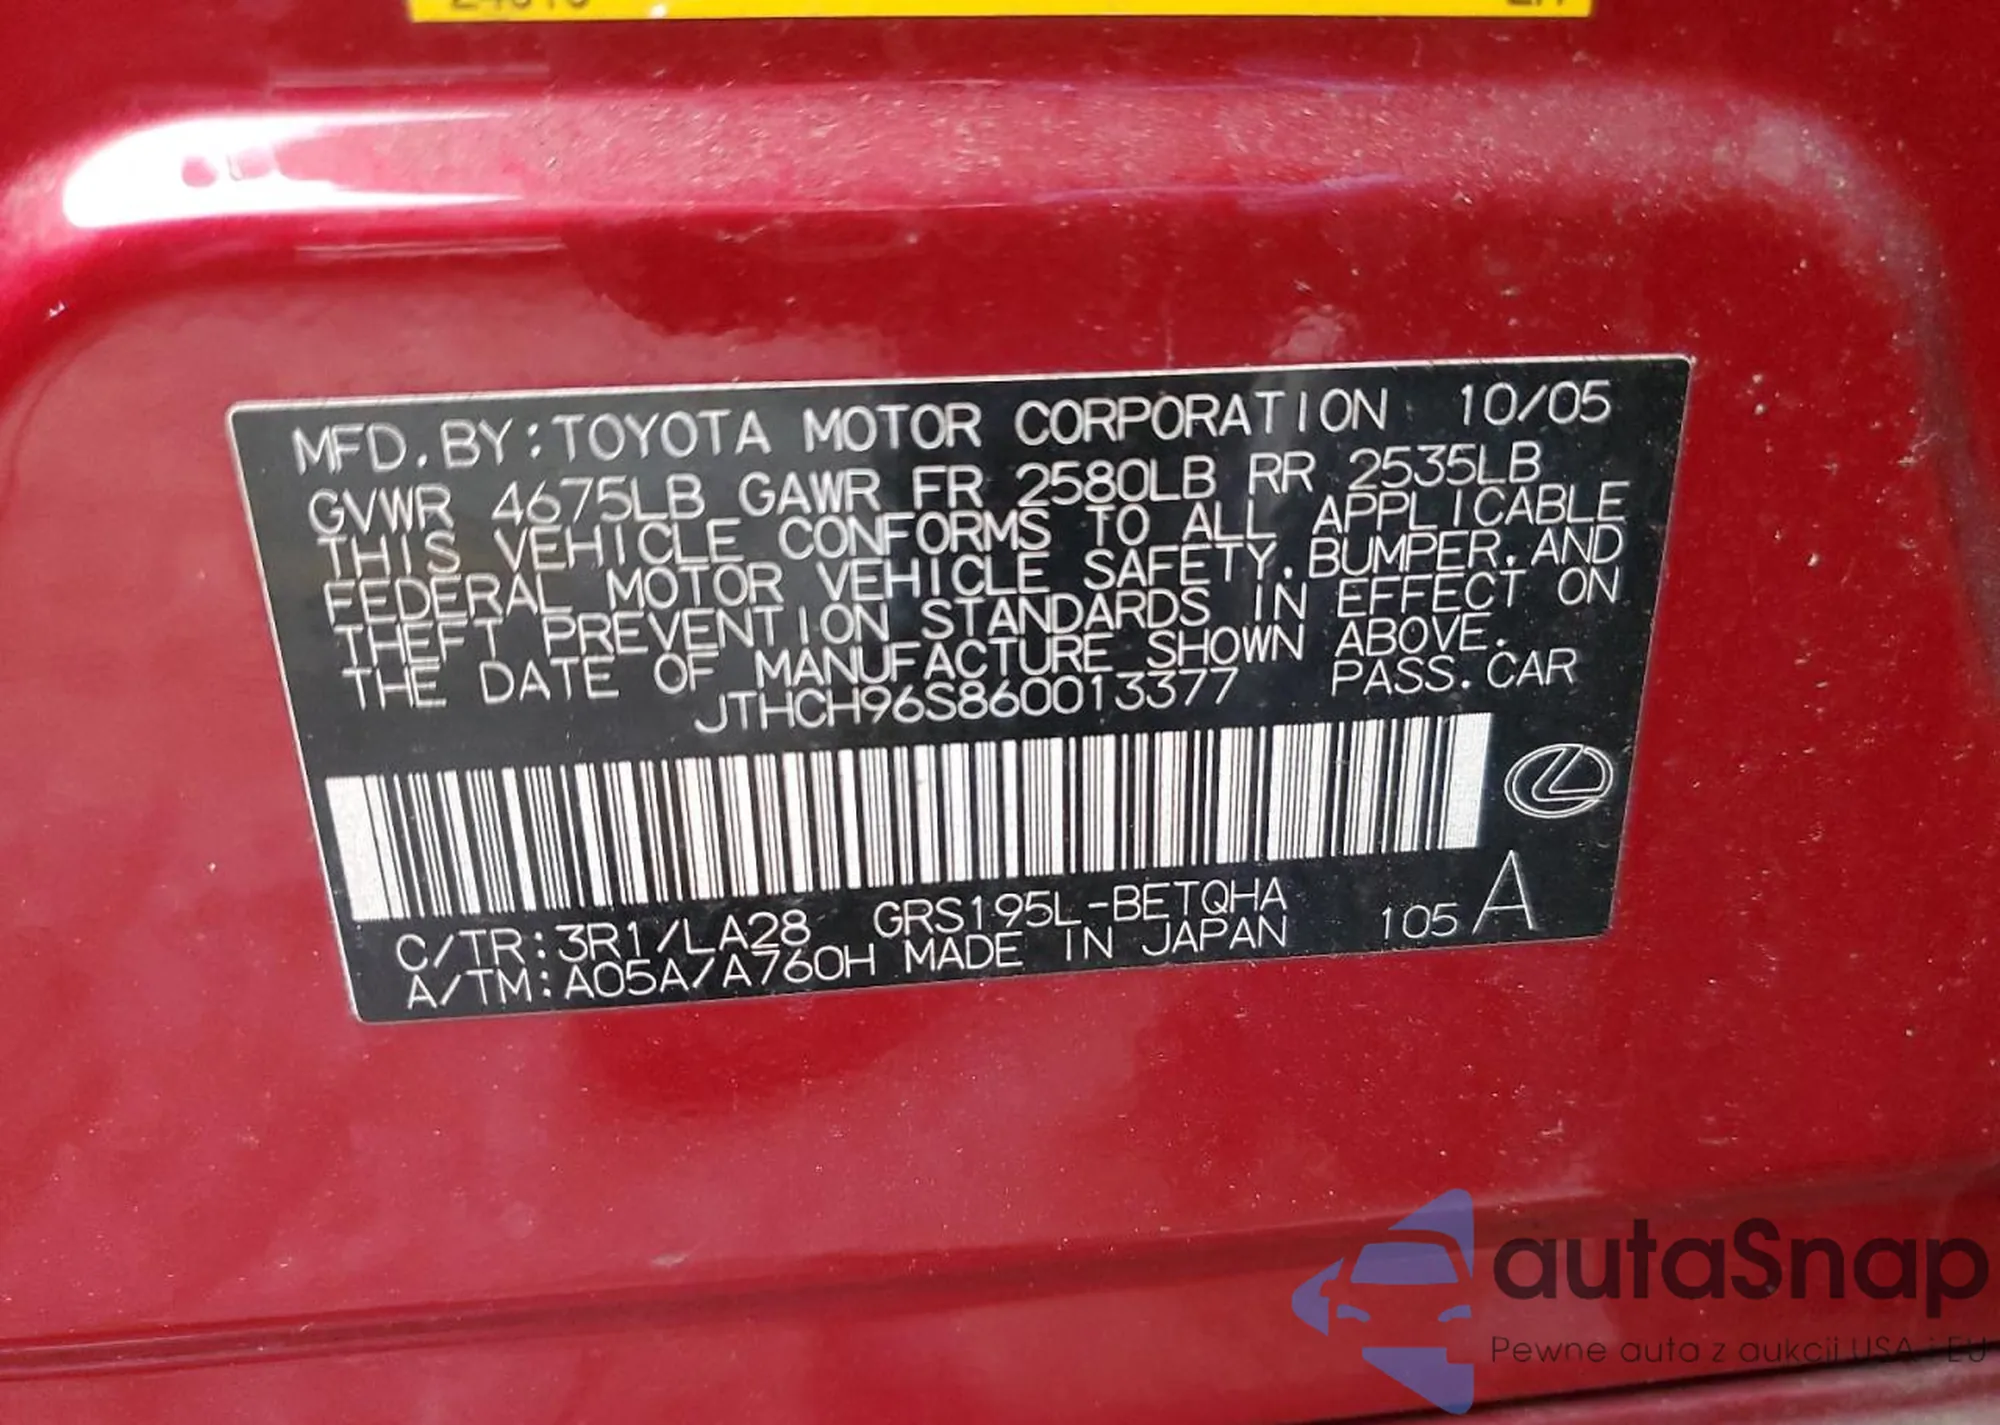 MFD. BY: TOYOTA MOTOR CORPORATION 10/05
GVWR 4675LB GAWR FR 2580LB RR 2535LB
THIS VEHICLE CONFORMS TO ALL APPLICABLE
FEDERAL MOTOR VEHICLE SAFETY, BUMPER, AND
THEFT PREVENTION STANDARDS IN EFFECT ON
THE DATE OF MANUFACTURE SHOWN ABOVE.
JTHCH96S860013377 PASS. CAR
C/TR: 3R1/LA28 GRS195L-BETQHA
A/TM: A05A/A760H MADE IN JAPAN 105 A
autaSnap
Pewne auta z aukcji USA i EU